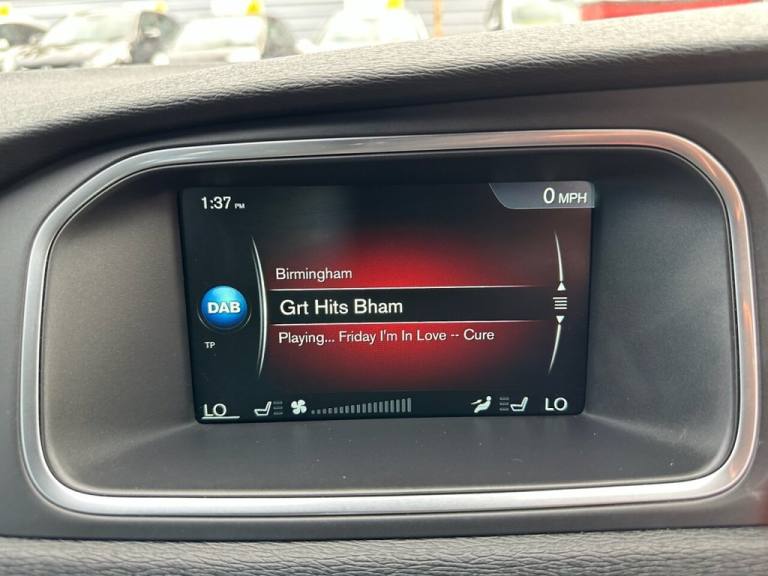 1:37 PM
0 MPH
Birmingham
DAB
Grt Hits Bham
TP
Playing... Friday I'm In Love -- Cure
LO
LO